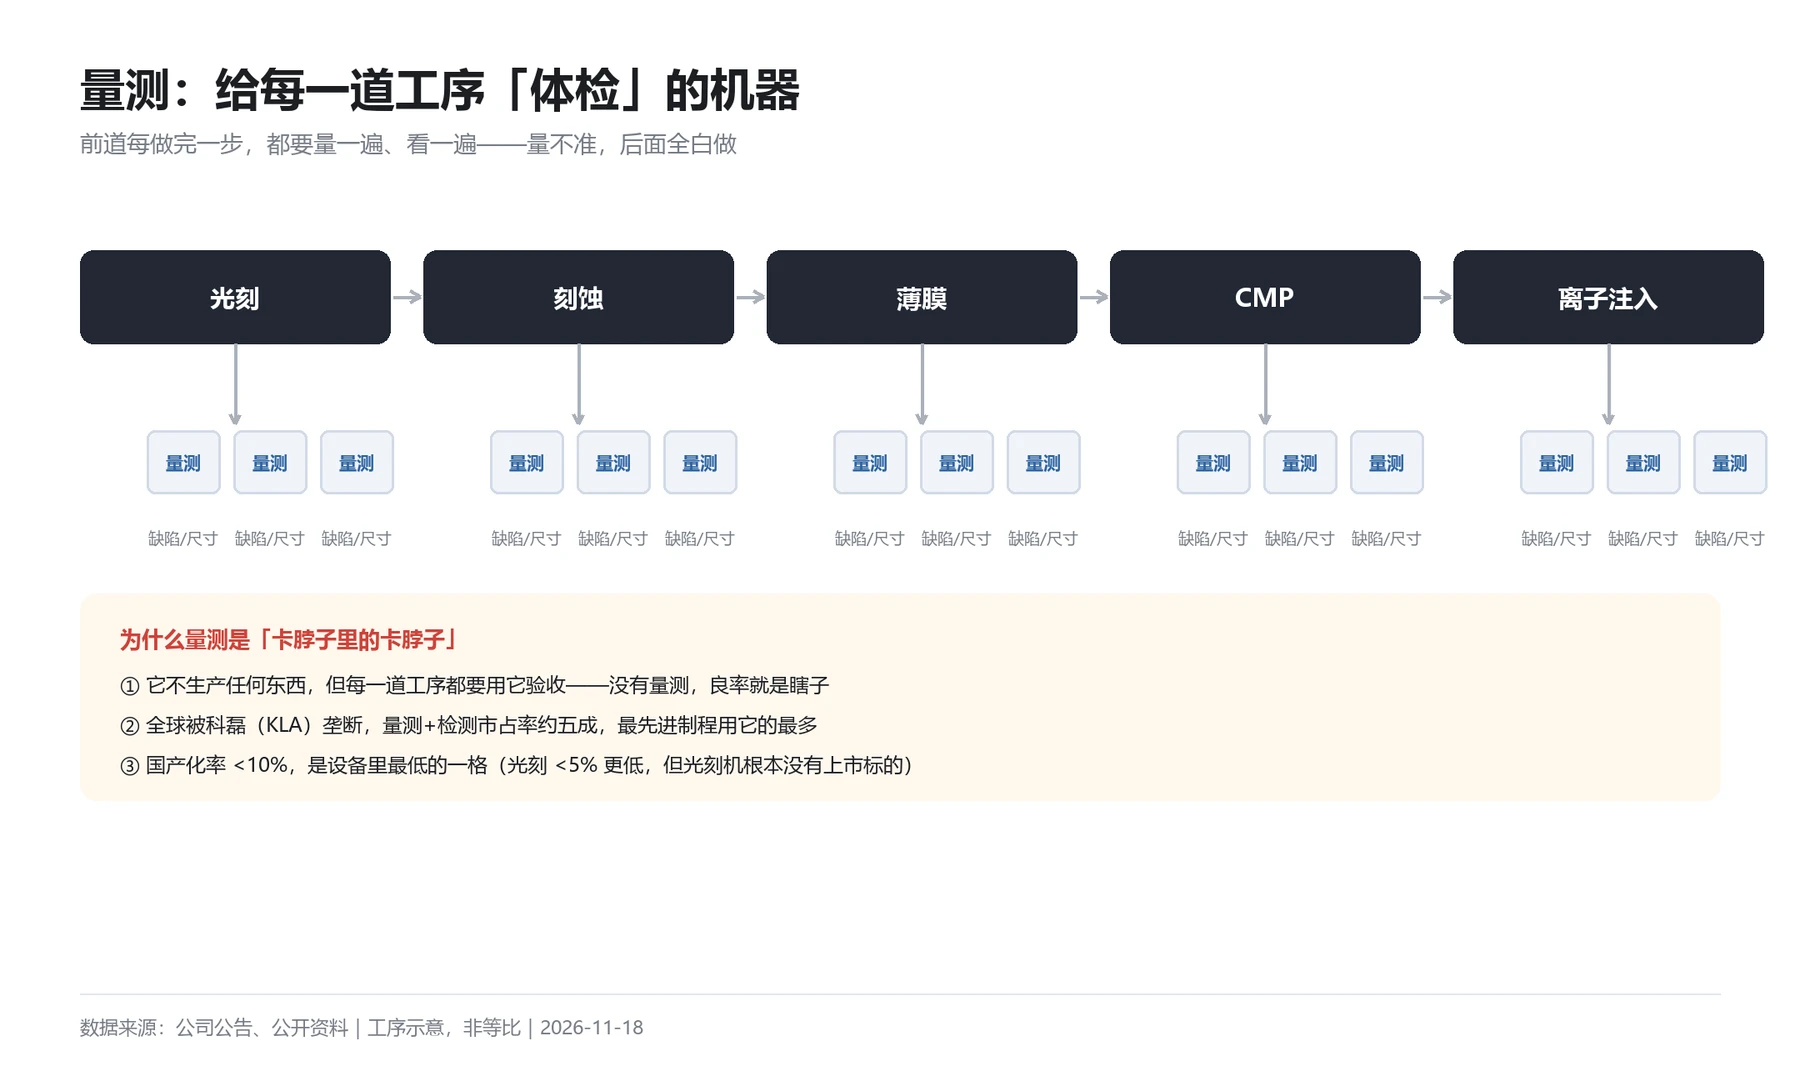 量测：给每一道工序「体检」的机器
前道每做完一步，都要量一遍、看一遍——量不准，后面全白做
光刻
刻蚀
薄膜
CMP
离子注入
量测 量测 量测 量测 量测 量测 量测 量测 量测 量测 量测 量测 量测 量测 量测
缺陷/尺寸 缺陷/尺寸 缺陷/尺寸 缺陷/尺寸 缺陷/尺寸 缺陷/尺寸 缺陷/尺寸 缺陷/尺寸 缺陷/尺寸 缺陷/尺寸 缺陷/尺寸 缺陷/尺寸 缺陷/尺寸 缺陷/尺寸 缺陷/尺寸
为什么量测是「卡脖子里的卡脖子」
① 它不生产任何东西，但每一道工序都要用它验收——没有量测，良率就是瞎子
② 全球被科磊（KLA）垄断，量测+检测市占率约五成，最先进制程用它的最多
③ 国产化率 <10%，是设备里最低的一格（光刻 <5% 更低，但光刻机根本没有上市标的）
数据来源：公司公告、公开资料 | 工序示意，非等比 | 2026-11-18